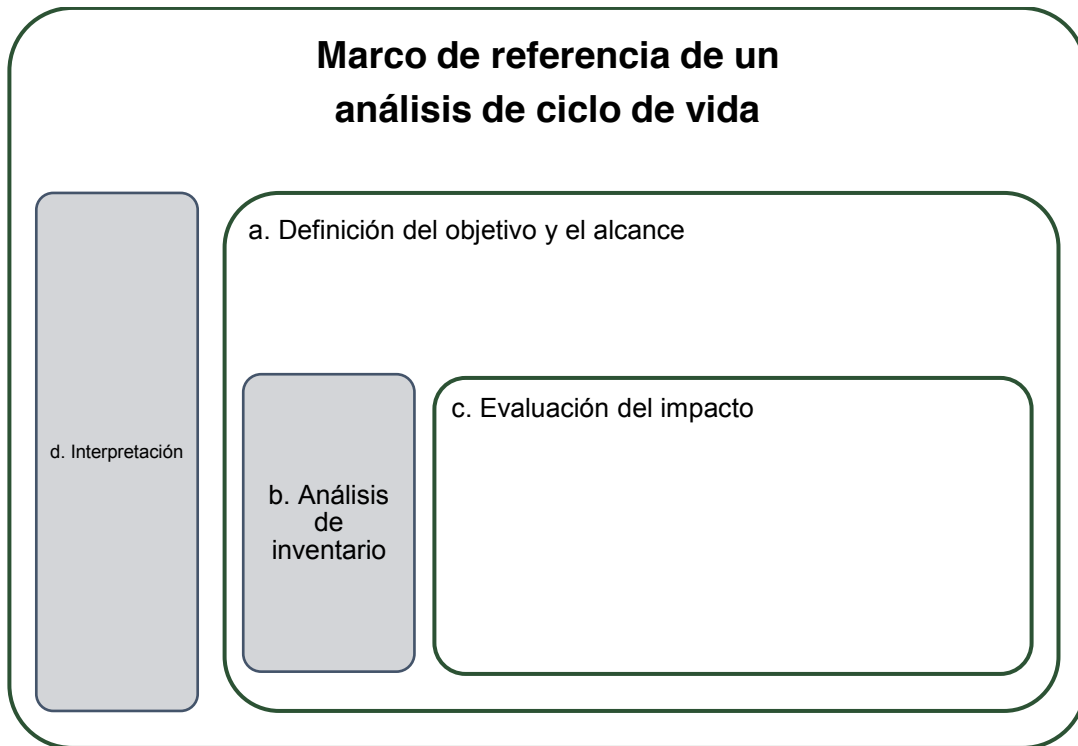 Marco de referencia de un
análisis de ciclo de vida
a. Definición del objetivo y el alcance
c. Evaluación del impacto
d. Interpretación
b. Análisis
de
inventario